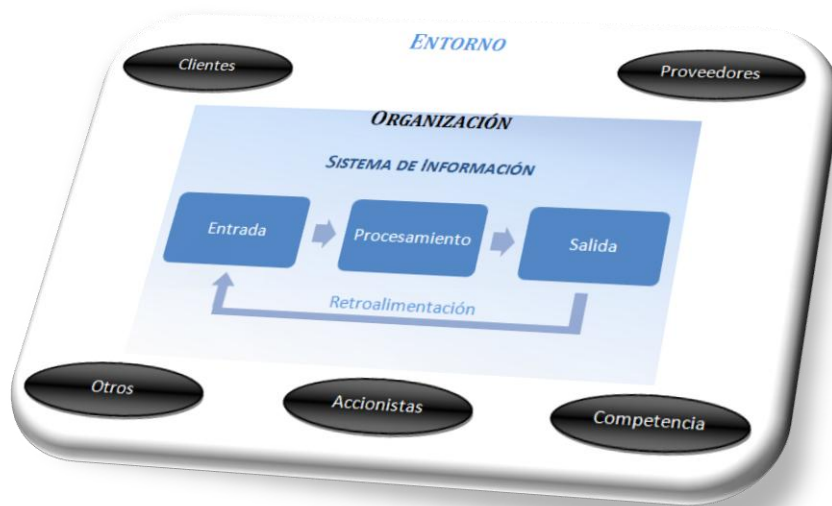 ENTORNO
Clientes
Proveedores
ORGANIZACIÓN
SISTEMA DE INFORMACIÓN
Entrada
Procesamiento
Salida
Retroalimentación
Otros
Accionistas
Competencia